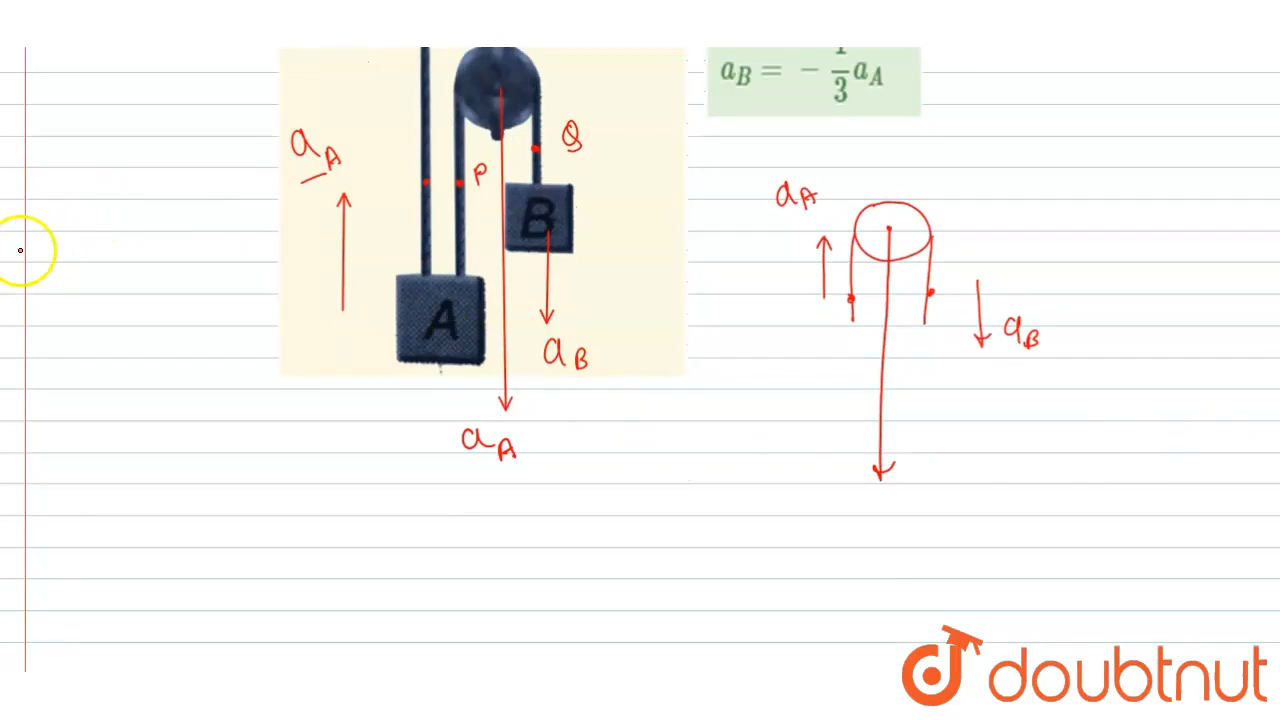 a_B = - 1/3 a_A
a_A
P
Q
B
A
a_B
a_A
a_A
a_B
doubtnut